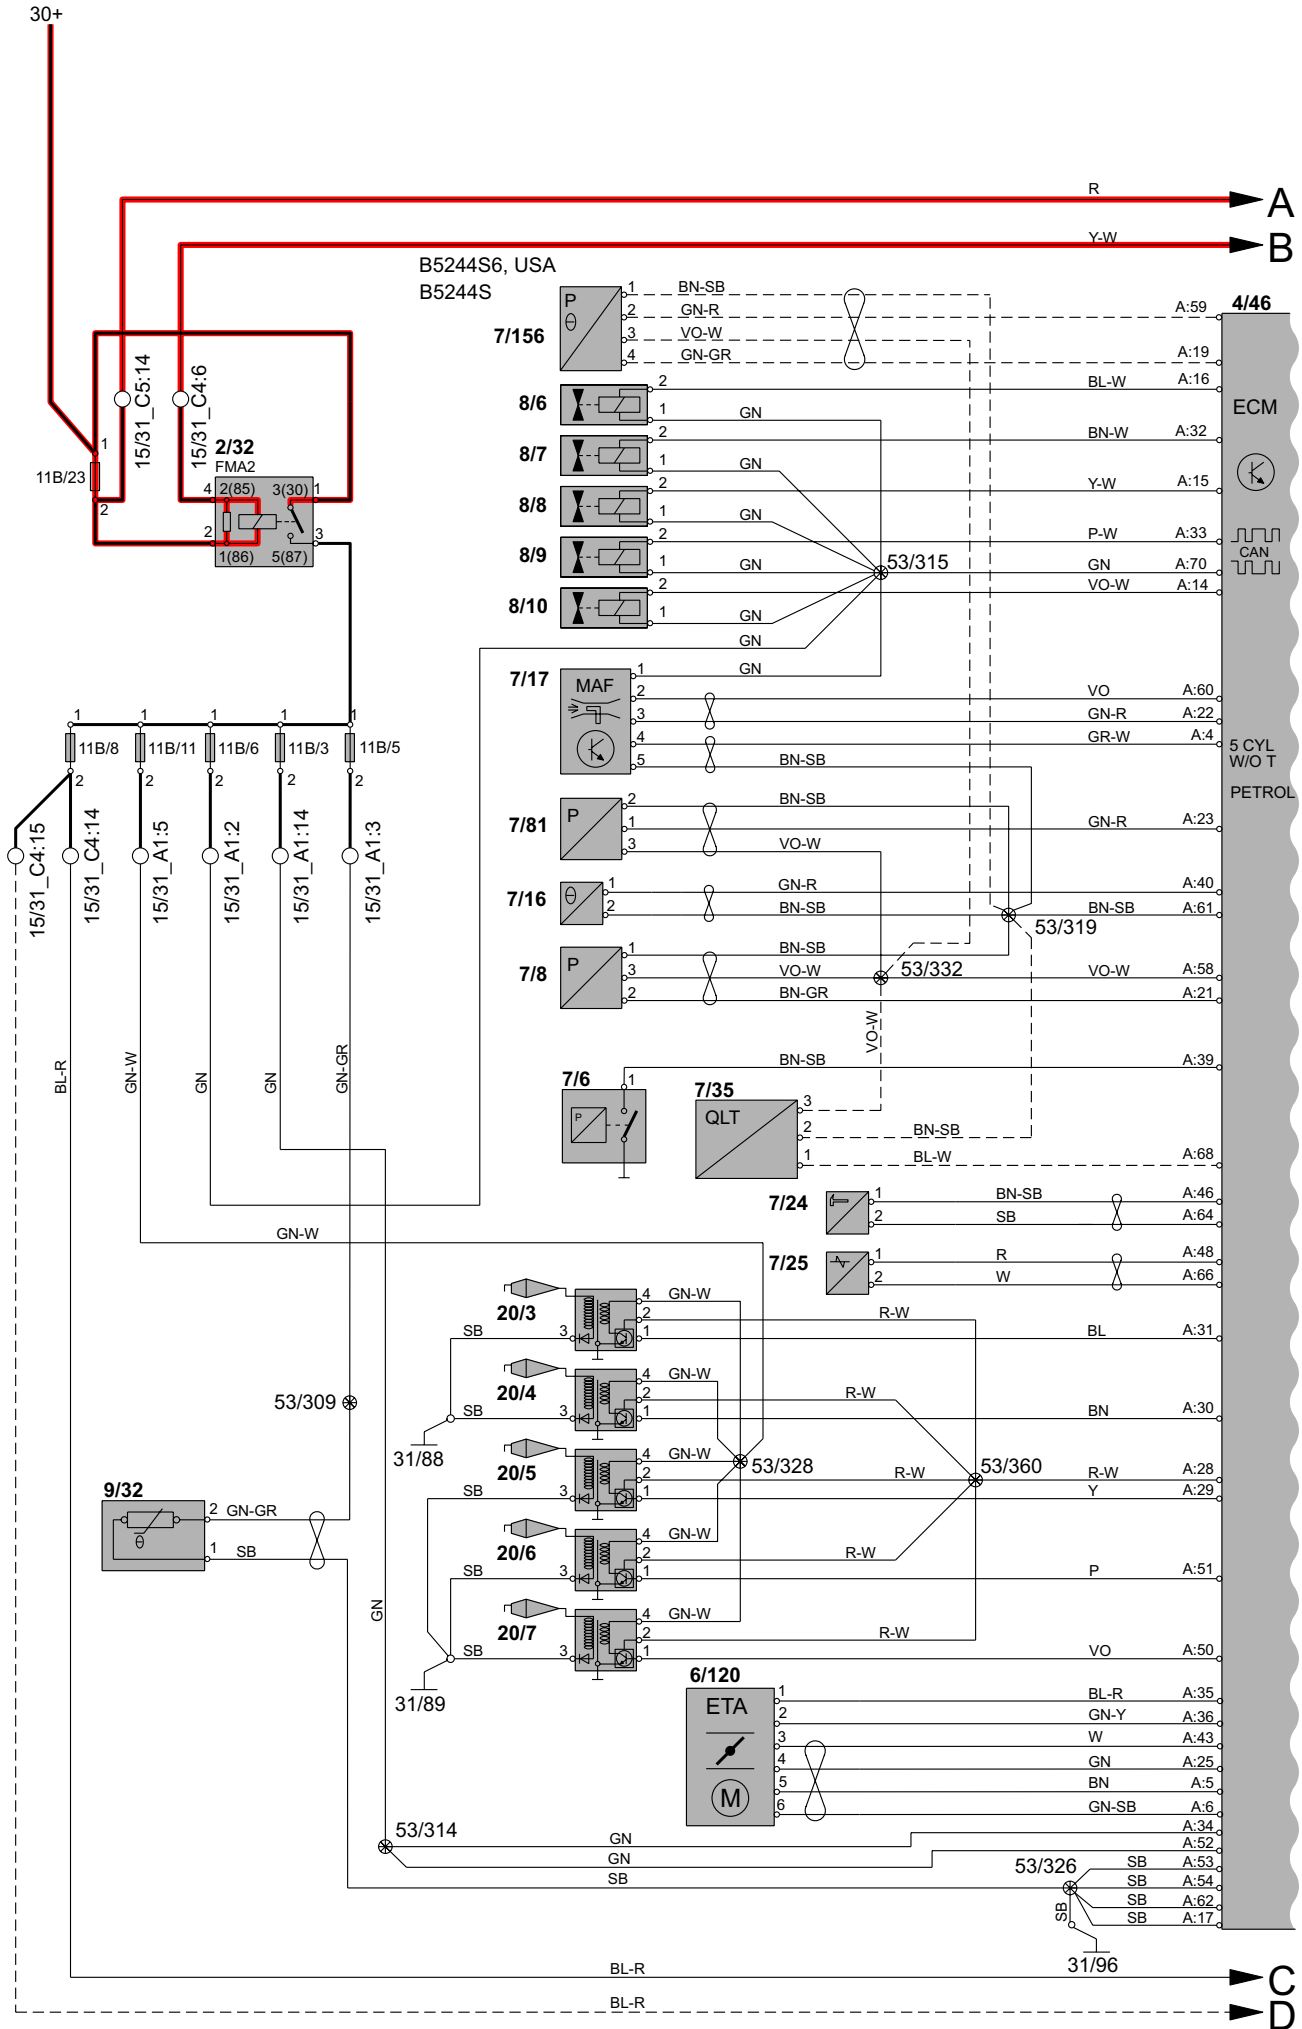 30+
R
A
Y-W
B
B5244S6, USA
B5244S
15/31_C5:14
15/31_C4:6
7/156
P
1
BN-SB
2
GN-R
A:59
4/46
3
VO-W
4
GN-GR
A:19
8/6
2
BL-W
A:16
1
GN
ECM
8/7
2
BN-W
A:32
1
GN
8/8
2
Y-W
A:15
1
GN
8/9
2
P-W
A:33
CAN
1
GN
53/315
GN
A:70
8/10
2
VO-W
A:14
1
GN
GN
1
11B/23
2
2/32
FMA2
4
2(85)
3(30)
1
2
1(86)
5(87)
3
7/17
MAF
1
GN
2
VO
A:60
3
GN-R
A:22
4
GR-W
A:4
5
BN-SB
5 CYL
W/O T
PETROL
1
1
1
1
1
11B/8
11B/11
11B/6
11B/3
11B/5
2
2
2
2
2
15/31_C4:15
15/31_C4:14
15/31_A1:5
15/31_A1:2
15/31_A1:14
15/31_A1:3
7/81
P
2
BN-SB
1
GN-R
A:23
3
VO-W
7/16
θ
1
GN-R
A:40
2
BN-SB
BN-SB
A:61
53/319
7/8
P
1
BN-SB
3
VO-W
53/332
VO-W
A:58
2
BN-GR
A:21
VO-W
BL-R
GN-W
GN
GN
GN-GR
7/6
P
1
BN-SB
A:39
7/35
QLT
3
2
BN-SB
1
BL-W
A:68
7/24
1
BN-SB
A:46
2
SB
A:64
GN-W
7/25
1
R
A:48
2
W
A:66
20/3
4
GN-W
2
R-W
SB
3
1
BL
A:31
20/4
4
GN-W
2
R-W
SB
3
1
BN
A:30
31/88
53/309
20/5
4
GN-W
53/328
53/360
2
R-W
R-W
A:28
SB
3
1
Y
A:29
9/32
θ
2
GN-GR
1
SB
20/6
4
GN-W
2
R-W
SB
3
1
P
A:51
GN
20/7
4
GN-W
2
R-W
SB
3
1
VO
A:50
31/89
6/120
ETA
M
1
BL-R
A:35
2
GN-Y
A:36
3
W
A:43
4
GN
A:25
5
BN
A:5
6
GN-SB
A:6
53/314
GN
A:34
GN
A:52
SB
53/326
SB
A:53
SB
A:54
SB
A:62
SB
A:17
SB
31/96
BL-R
C
BL-R
D